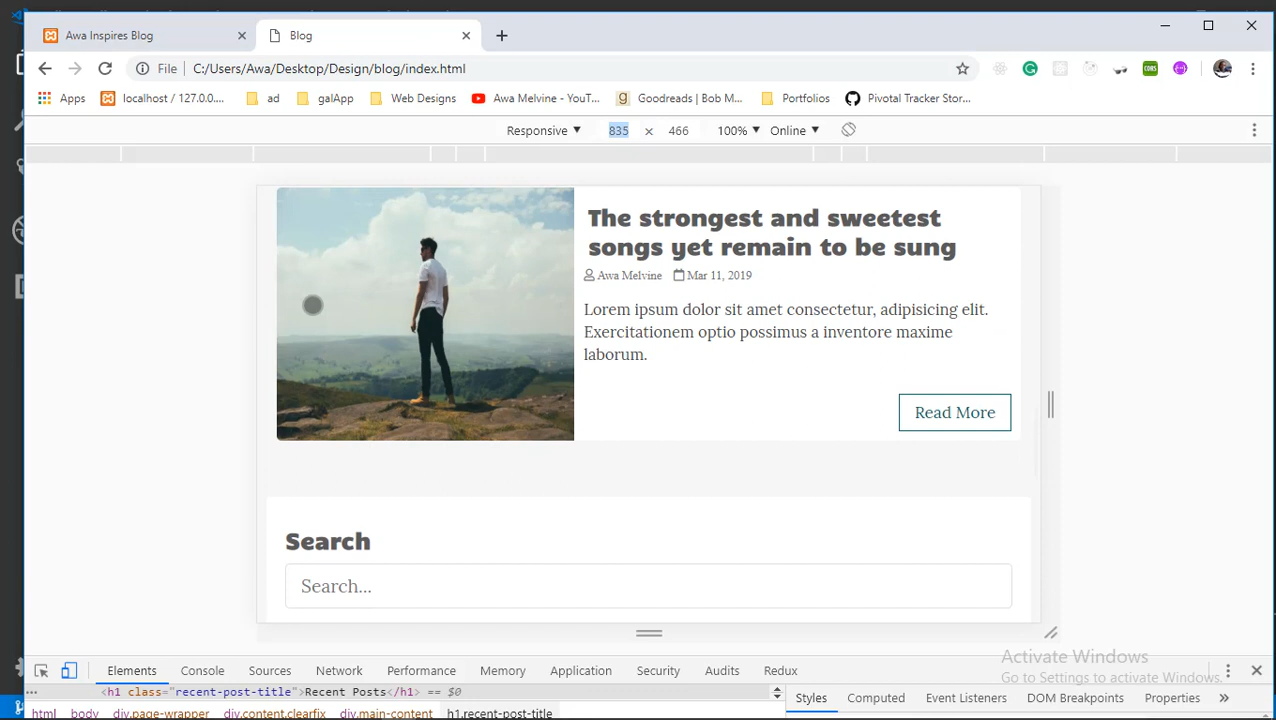 Awa Inspires Blog
Blog
File
C:/Users/Awa/Desktop/Design/blog/index.html
CORS
Apps
localhost / 127.0.0....
ad
galApp
Web Designs
Awa Melvine - YouT...
Goodreads | Bob M...
Portfolios
Pivotal Tracker Stor...
Responsive
835 × 466
100%
Online
The strongest and sweetest
songs yet remain to be sung
Awa Melvine
Mar 11, 2019
Lorem ipsum dolor sit amet consectetur, adipisicing elit.
Exercitationem optio possimus a inventore maxime
laborum.
Read More
Search
Search...
Activate Windows
Go to Settings to activate Windows.
Elements
Console
Sources
Network
Performance
Memory
Application
Security
Audits
Redux
<h1 class="recent-post-title">Recent Posts</h1> == $0
Styles
Computed
Event Listeners
DOM Breakpoints
Properties
html body div.page-wrapper div.content.clearfix div.main-content h1.recent-post-title